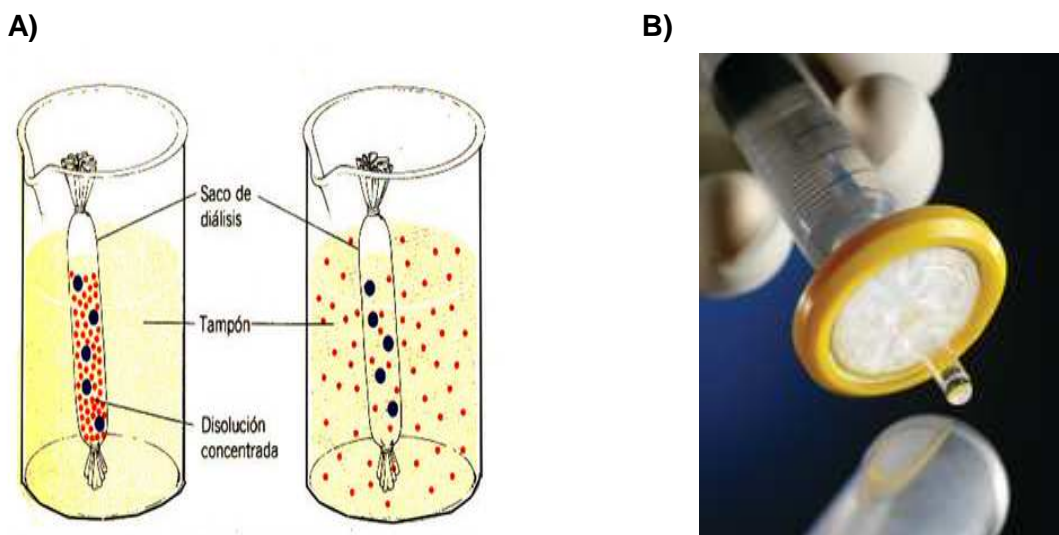 A)
B)
Saco de
diálisis
Tampón
Disolución
concentrada